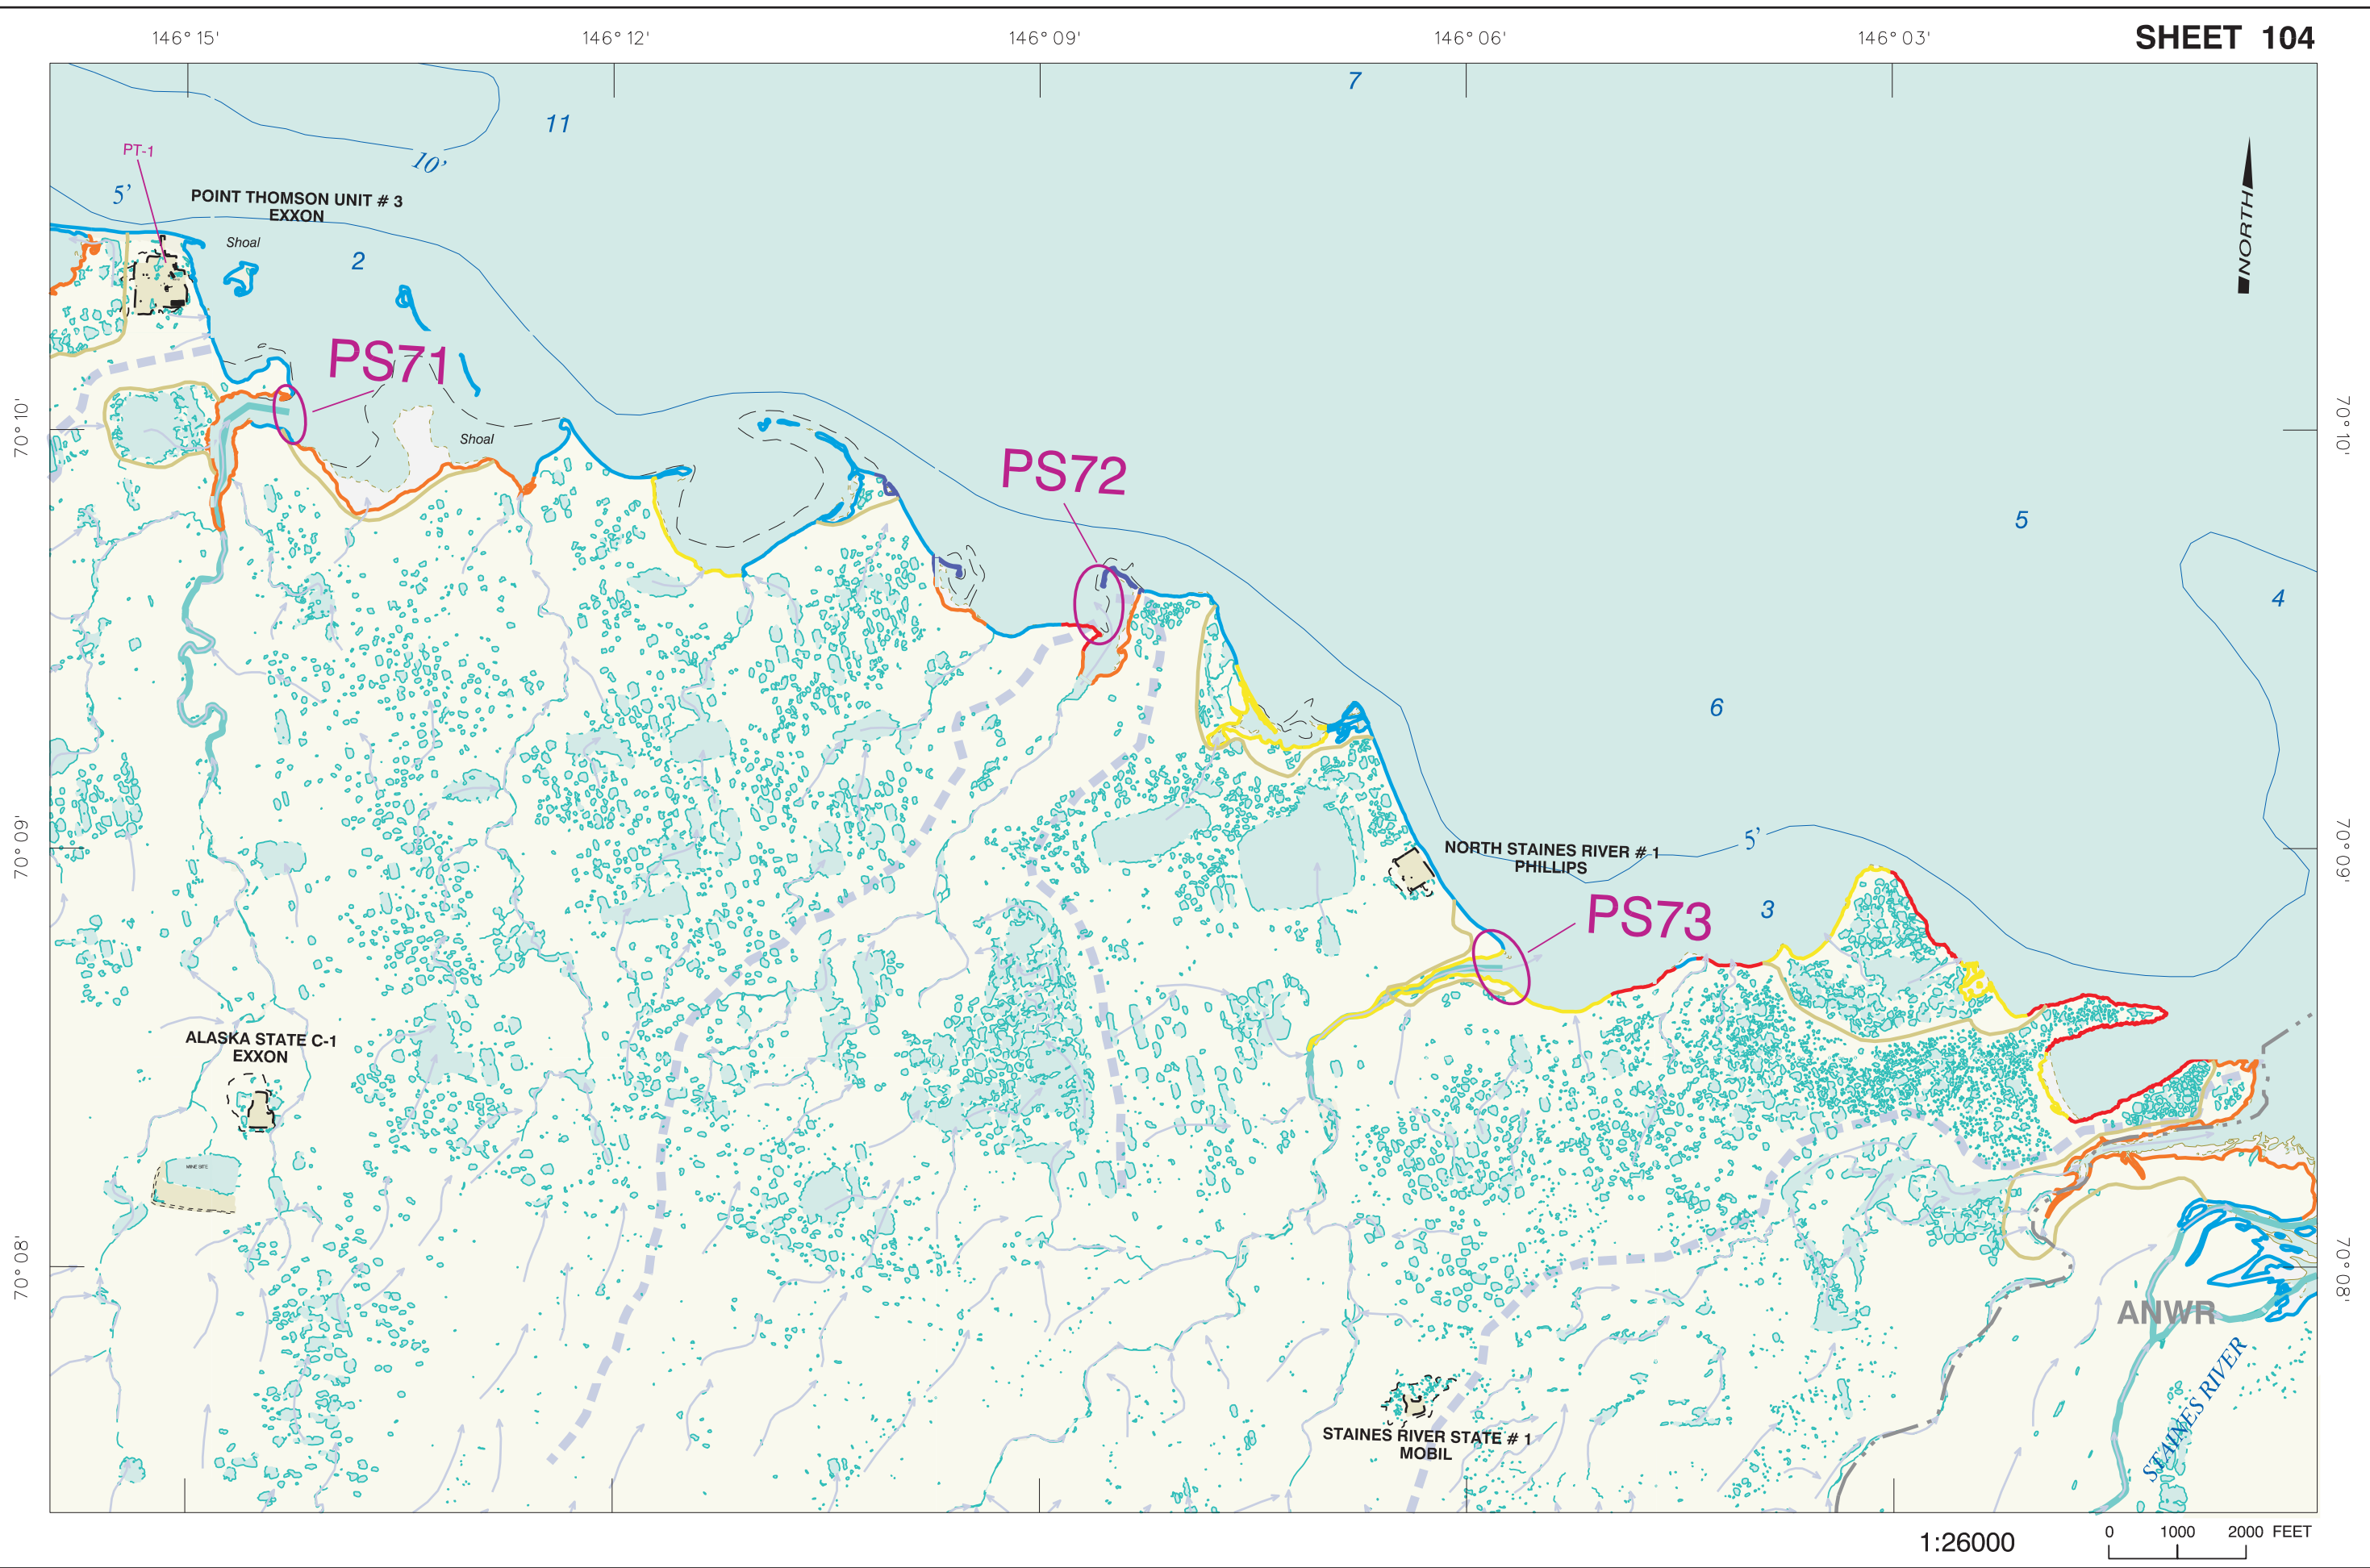 SHEET 104
146° 15'
146° 12'
146° 09'
146° 06'
146° 03'
7
11
10'
PT-1
5'
POINT THOMSON UNIT # 3
EXXON
NORTH
Shoal
2
PS71
70° 10'
70° 10'
Shoal
PS72
5
4
6
70° 09'
70° 09'
5'
NORTH STAINES RIVER # 1
PHILLIPS
PS73
3
ALASKA STATE C-1
EXXON
MINE SITE
70° 08'
70° 08'
ANWR
STAINES RIVER
STAINES RIVER STATE # 1
MOBIL
1:26000
0 1000 2000 FEET